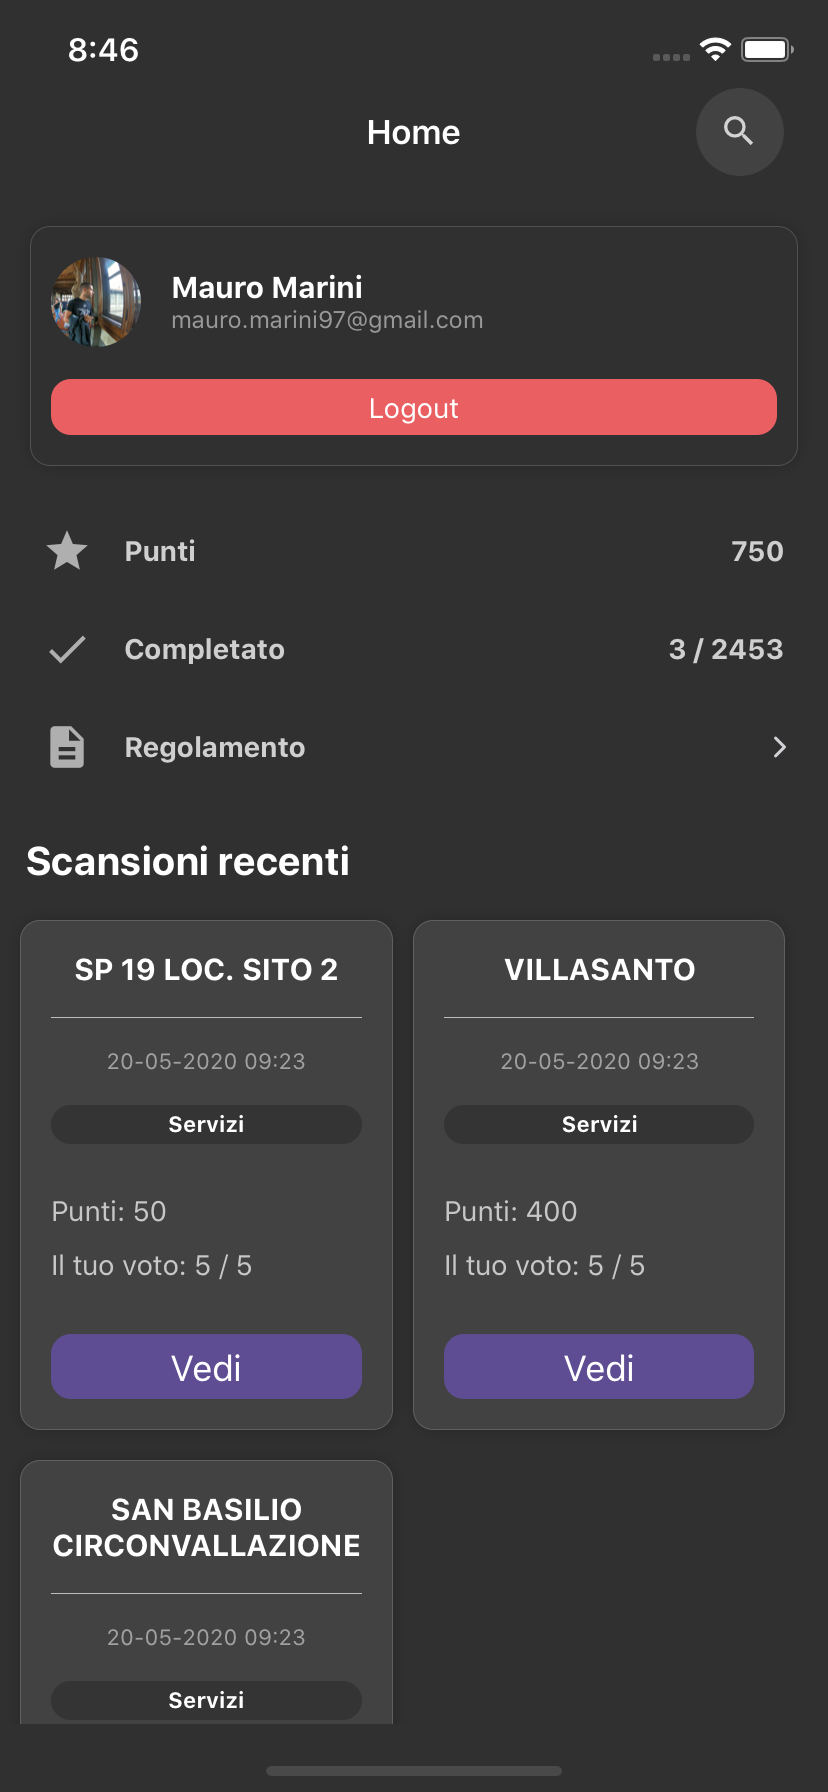 8:46
Home
Mauro Marini
mauro.marini97@gmail.com
Logout
Punti 750
Completato 3 / 2453
Regolamento
Scansioni recenti
SP 19 LOC. SITO 2
20-05-2020 09:23
Servizi
Punti: 50
Il tuo voto: 5 / 5
Vedi
VILLASANTO
20-05-2020 09:23
Servizi
Punti: 400
Il tuo voto: 5 / 5
Vedi
SAN BASILIO
CIRCONVALLAZIONE
20-05-2020 09:23
Servizi